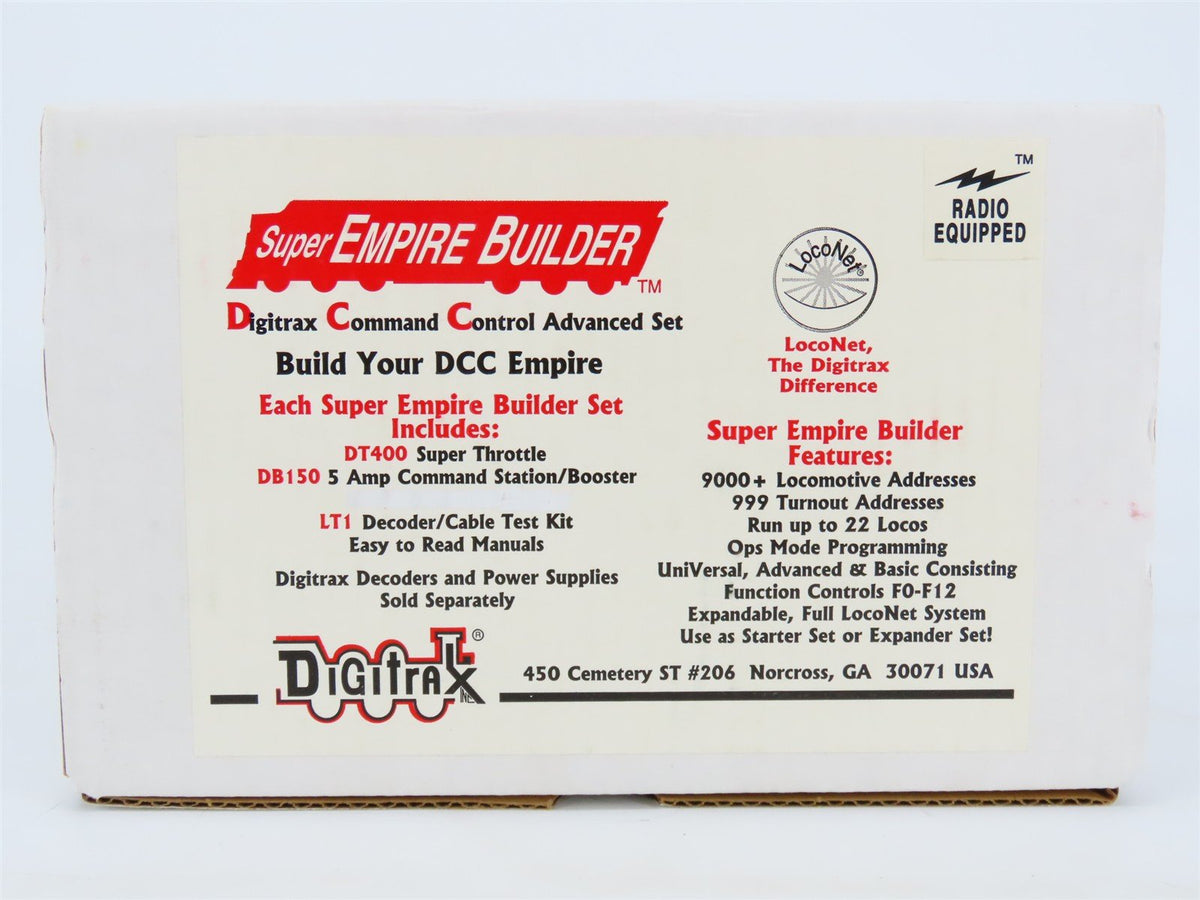 Super EMPIRE BUILDER
TM
Digitrax Command Control Advanced Set
Build Your DCC Empire
Each Super Empire Builder Set
Includes:
DT400 Super Throttle
DB150 5 Amp Command Station/Booster
LT1 Decoder/Cable Test Kit
Easy to Read Manuals
Digitrax Decoders and Power Supplies
Sold Separately
TM
RADIO
EQUIPPED
LocoNet®
LocoNet,
The Digitrax
Difference
Super Empire Builder
Features:
9000+ Locomotive Addresses
999 Turnout Addresses
Run up to 22 Locos
Ops Mode Programming
UniVersal, Advanced & Basic Consisting
Function Controls F0-F12
Expandable, Full LocoNet System
Use as Starter Set or Expander Set!
DIGITRAX INC ®
450 Cemetery ST #206 Norcross, GA 30071 USA